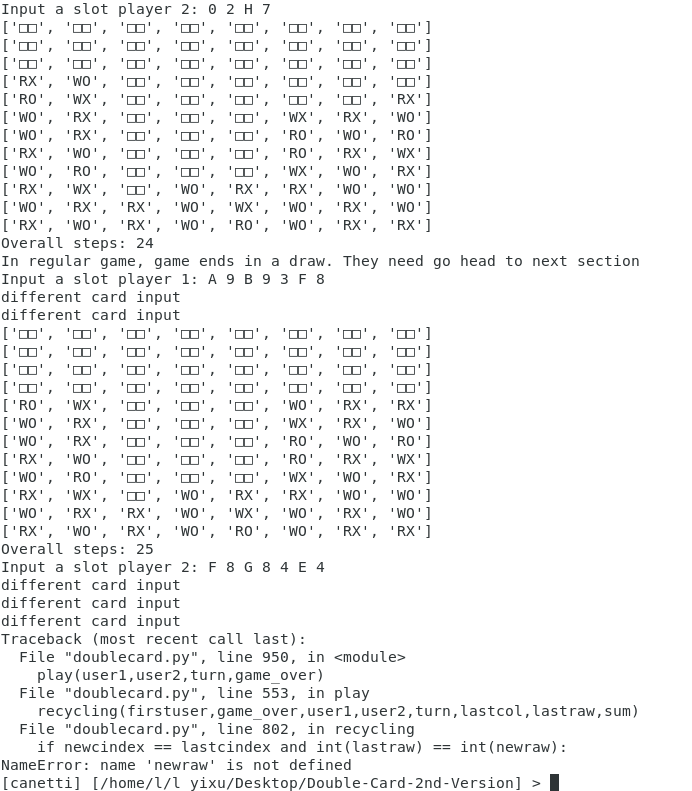 Input a slot player 2: 0 2 H 7
['□□', '□□', '□□', '□□', '□□', '□□', '□□', '□□']
['□□', '□□', '□□', '□□', '□□', '□□', '□□', '□□']
['□□', '□□', '□□', '□□', '□□', '□□', '□□', '□□']
['RX', 'WO', '□□', '□□', '□□', '□□', '□□', '□□']
['RO', 'WX', '□□', '□□', '□□', '□□', '□□', 'RX']
['WO', 'RX', '□□', '□□', '□□', 'WX', 'RX', 'WO']
['WO', 'RX', '□□', '□□', '□□', 'RO', 'WO', 'RO']
['RX', 'WO', '□□', '□□', '□□', 'RO', 'RX', 'WX']
['WO', 'RO', '□□', '□□', '□□', 'WX', 'WO', 'RX']
['RX', 'WX', '□□', 'WO', 'RX', 'RX', 'WO', 'WO']
['WO', 'RX', 'RX', 'WO', 'WX', 'WO', 'RX', 'WO']
['RX', 'WO', 'RX', 'WO', 'RO', 'WO', 'RX', 'RX']
Overall steps: 24
In regular game, game ends in a draw. They need go head to next section
Input a slot player 1: A 9 B 9 3 F 8
different card input
different card input
['□□', '□□', '□□', '□□', '□□', '□□', '□□', '□□']
['□□', '□□', '□□', '□□', '□□', '□□', '□□', '□□']
['□□', '□□', '□□', '□□', '□□', '□□', '□□', '□□']
['□□', '□□', '□□', '□□', '□□', '□□', '□□', '□□']
['RO', 'WX', '□□', '□□', '□□', 'WO', 'RX', 'RX']
['WO', 'RX', '□□', '□□', '□□', 'WX', 'RX', 'WO']
['WO', 'RX', '□□', '□□', '□□', 'RO', 'WO', 'RO']
['RX', 'WO', '□□', '□□', '□□', 'RO', 'RX', 'WX']
['WO', 'RO', '□□', '□□', '□□', 'WX', 'WO', 'RX']
['RX', 'WX', '□□', 'WO', 'RX', 'RX', 'WO', 'WO']
['WO', 'RX', 'RX', 'WO', 'WX', 'WO', 'RX', 'WO']
['RX', 'WO', 'RX', 'WO', 'RO', 'WO', 'RX', 'RX']
Overall steps: 25
Input a slot player 2: F 8 G 8 4 E 4
different card input
different card input
different card input
Traceback (most recent call last):
  File "doublecard.py", line 950, in <module>
    play(user1,user2,turn,game_over)
  File "doublecard.py", line 553, in play
    recycling(firstuser,game_over,user1,user2,turn,lastcol,lastraw,sum)
  File "doublecard.py", line 802, in recycling
    if newcindex == lastcindex and int(lastraw) == int(newraw):
NameError: name 'newraw' is not defined
[canetti] [/home/l/l yixu/Desktop/Double-Card-2nd-Version] >